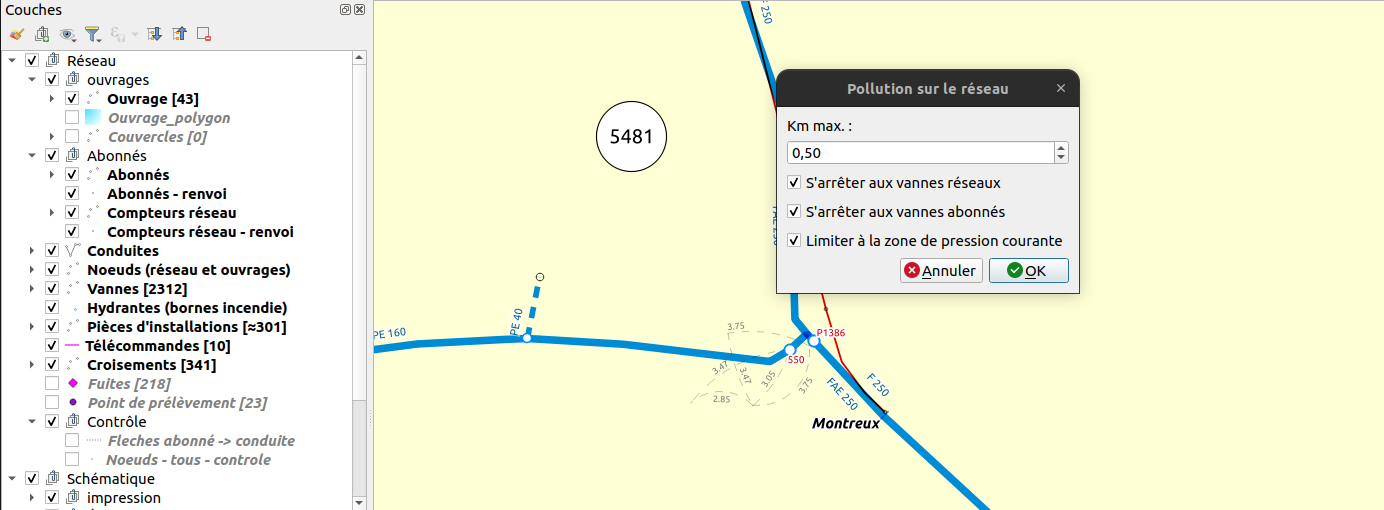 Couches
Réseau
ouvrages
Ouvrage [43]
Ouvrage_polygon
Couvercles [0]
Abonnés
Abonnés
Abonnés - renvoi
Compteurs réseau
Compteurs réseau - renvoi
Conduites
Noeuds (réseau et ouvrages)
Vannes [2312]
Hydrantes (bornes incendie)
Pièces d'installations [≈301]
Télécommandes [10]
Croisements [341]
Fuites [218]
Point de prélèvement [23]
Contrôle
Fleches abonné -> conduite
Noeuds - tous - controle
Schématique
impression
5481
Pollution sur le réseau
Km max. :
0,50
S'arrêter aux vannes réseaux
S'arrêter aux vannes abonnés
Limiter à la zone de pression courante
Annuler
OK
PE 160
PE 40
3.75
P1386
550
3.47
3.47
3.05
3.75
2.85
FAE 250
F 250
Montreux